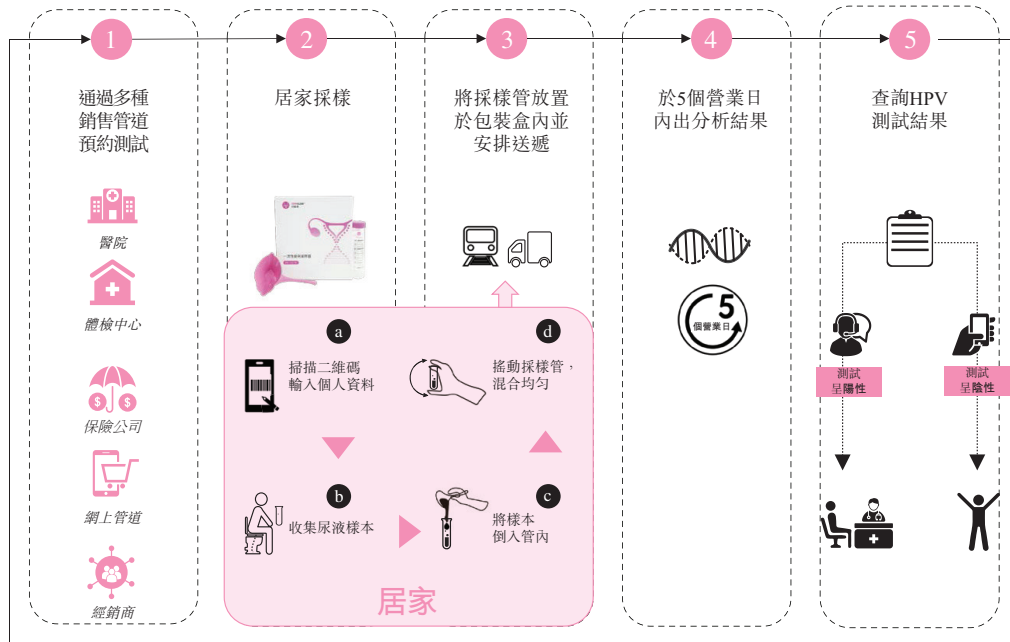 1
通過多種
銷售管道
預約測試
醫院
體檢中心
保險公司
網上管道
經銷商
2
居家採樣
3
將採樣管放置
於包裝盒內並
安排送遞
a
掃描二維碼
輸入個人資料
b
收集尿液樣本
c
將樣本
倒入管內
d
搖動採樣管，
混合均勻
居家
4
於5個營業日
內出分析結果
5
個營業日
5
查詢HPV
測試結果
測試
呈陽性
測試
呈陰性